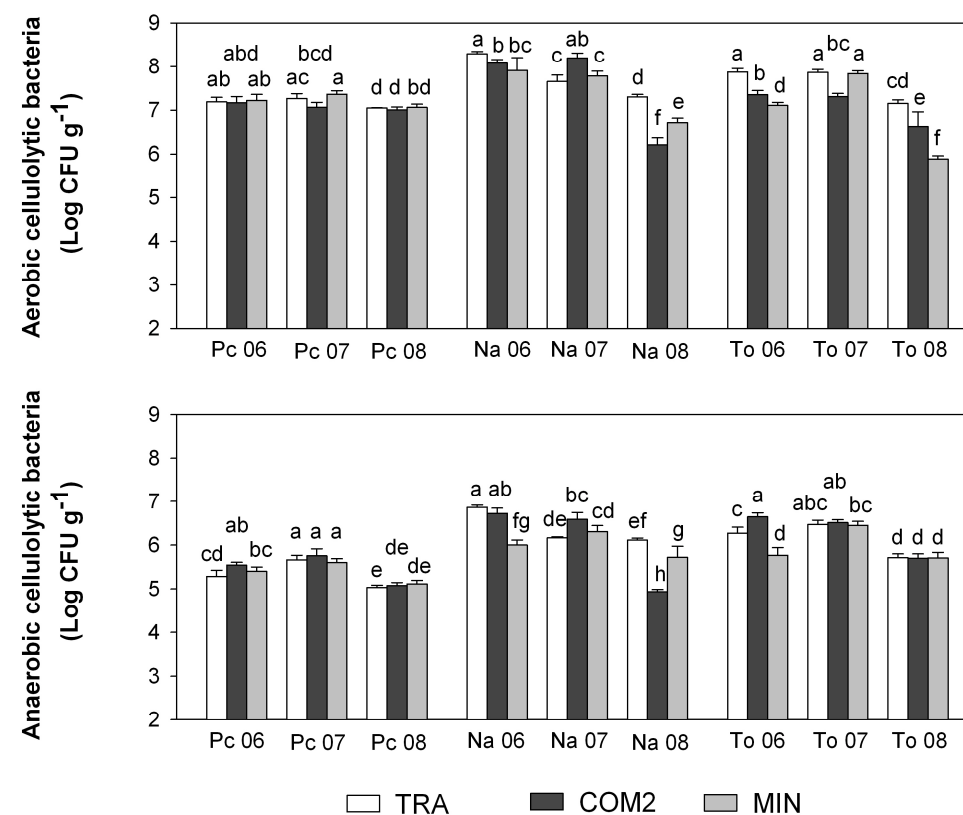 Aerobic cellulolytic bacteria
(Log CFU g⁻¹)
9
8
7
6
5
4
3
2
abd
ab ab
bcd
ac a
d d bd
a b bc
ab
c c
d
f
e
a
b
d
bc
a a
cd
e
f
Pc 06 Pc 07 Pc 08 Na 06 Na 07 Na 08 To 06 To 07 To 08
Anaerobic cellulolytic bacteria
(Log CFU g⁻¹)
9
8
7
6
5
4
3
2
ab
cd bc
a a a
de
e de
a ab
fg
bc
de cd
ef
h
g
a
c
d
ab
abc bc
d d d
Pc 06 Pc 07 Pc 08 Na 06 Na 07 Na 08 To 06 To 07 To 08
TRA COM2 MIN